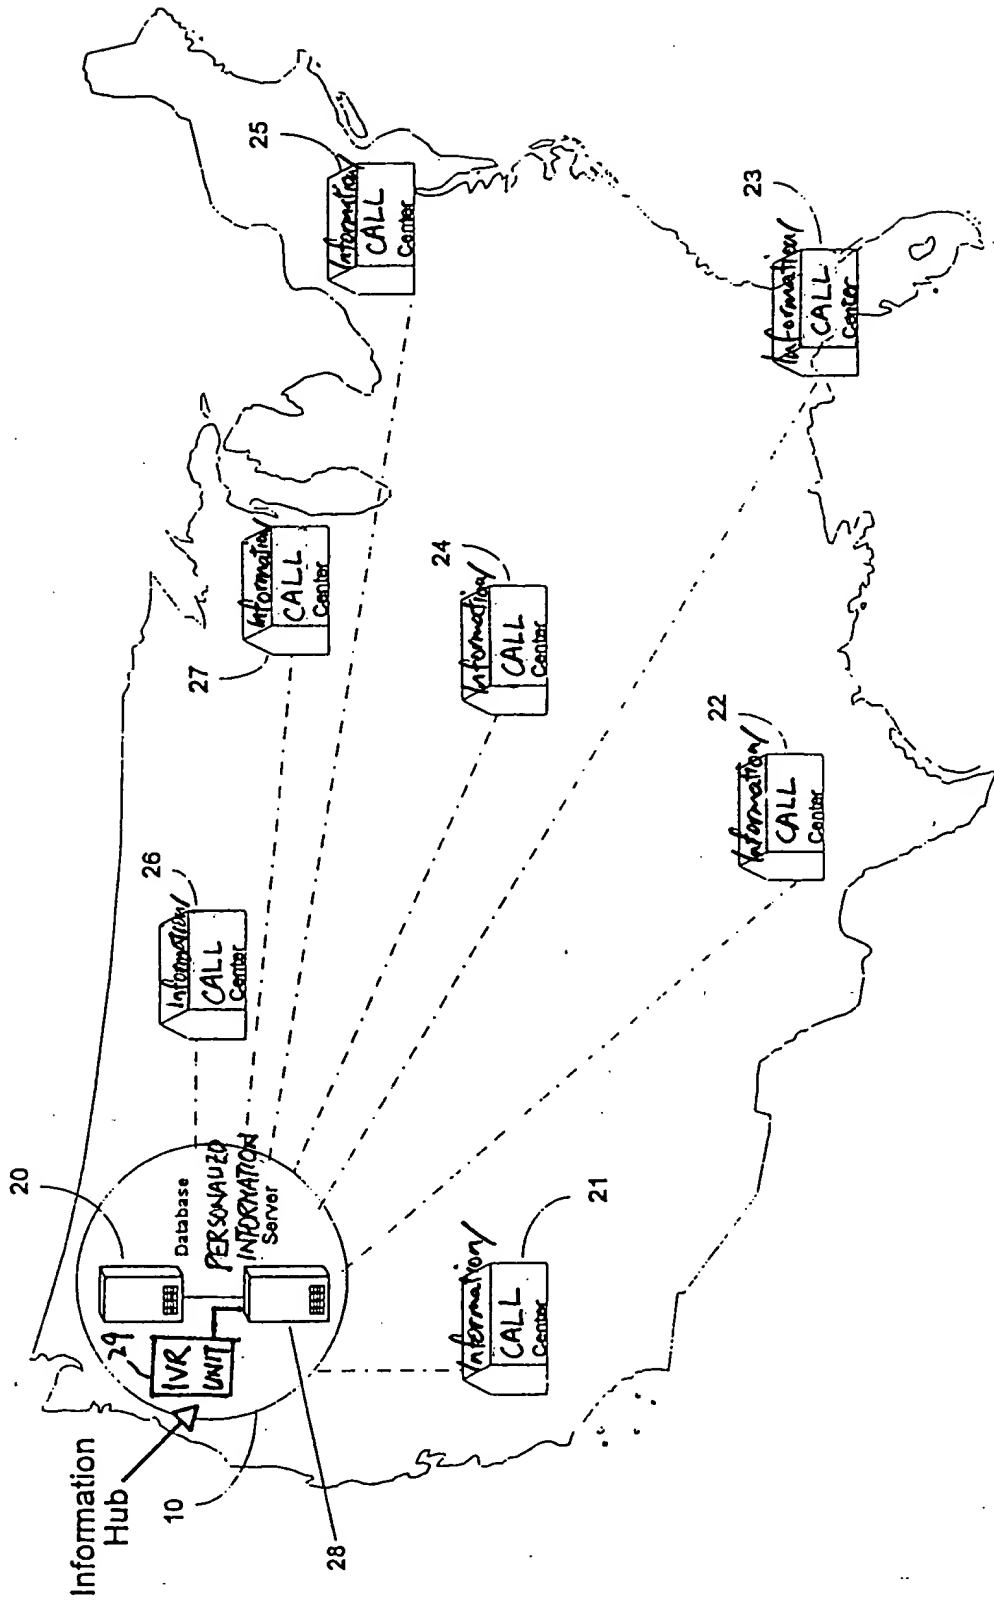 Information
Hub
10
20
29
IVR
UNIT
Database
PERSONALIZD
INFORMATION
Server
28
26
Information/
CALL
Center
27
Information/
CALL
Center
25
Information/
CALL
Center
24
Information/
CALL
Center
21
Information/
CALL
Center
22
Information/
CALL
Center
23
Information/
CALL
Center